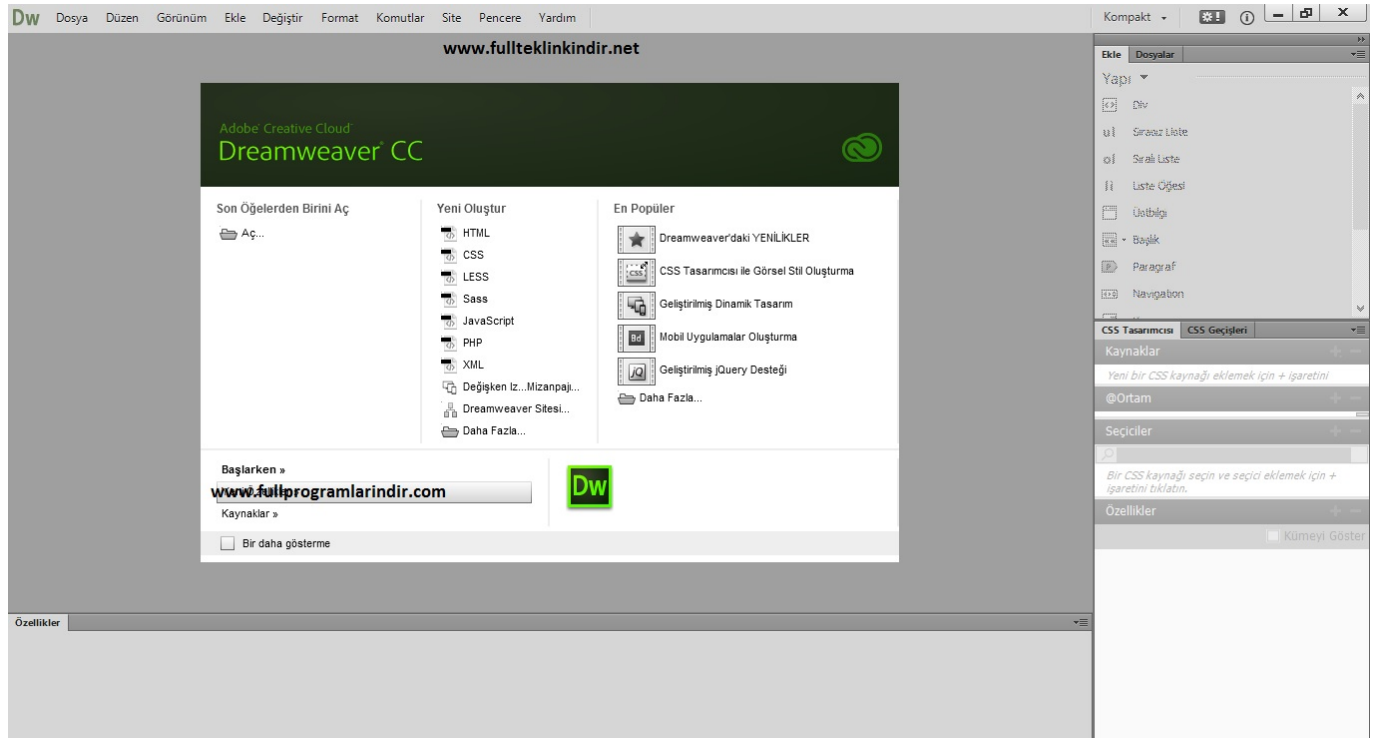 Dw Dosya Düzen Görünüm Ekle Değiştir Format Komutlar Site Pencere Yardım Kompakt
www.fullteklinkindir.net
Adobe Creative Cloud
Dreamweaver CC
Son Öğelerden Birini Aç
Aç...
Yeni Oluştur
HTML
CSS
LESS
Sass
JavaScript
PHP
XML
Değişken Iz...Mizanpajı...
Dreamweaver Sitesi...
Daha Fazla...
En Popüler
Dreamweaver'daki YENİLİKLER
CSS Tasarımcısı ile Görsel Stil Oluşturma
Geliştirilmiş Dinamik Tasarım
Bd Mobil Uygulamalar Oluşturma
jQ Geliştirilmiş jQuery Desteği
Daha Fazla...
Başlarken »
www.fullprogramlarindir.com
Kaynaklar »
Dw
Bir daha gösterme
Özellikler
Ekle Dosyalar
Yapı
Div
ul Sırasız Liste
ol Sıralı Liste
li Liste Öğesi
Üstbilgi
Başlık
Paragraf
Navigation
CSS Tasarımcısı CSS Geçişleri
Kaynaklar
Yeni bir CSS kaynağı eklemek için + işaretini
@Ortam
Seçiciler
Bir CSS kaynağı seçin ve seçici eklemek için +
işaretini tıklatın.
Özellikler
Kümeyi Göster